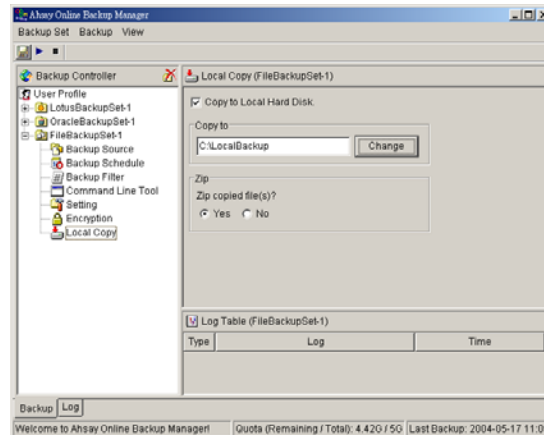 Ahsay Online Backup Manager
Backup Set Backup View
Backup Controller
User Profile
LotusBackupSet-1
OracleBackupSet-1
FileBackupSet-1
Backup Source
Backup Schedule
Backup Filter
Command Line Tool
Setting
Encryption
Local Copy
Local Copy (FileBackupSet-1)
Copy to Local Hard Disk.
Copy to
C:\LocalBackup Change
Zip
Zip copied file(s)?
Yes No
Log Table (FileBackupSet-1)
Type Log Time
Backup Log
Welcome to Ahsay Online Backup Manager! Quota (Remaining / Total): 4.42G / 5G Last Backup: 2004-05-17 11:0